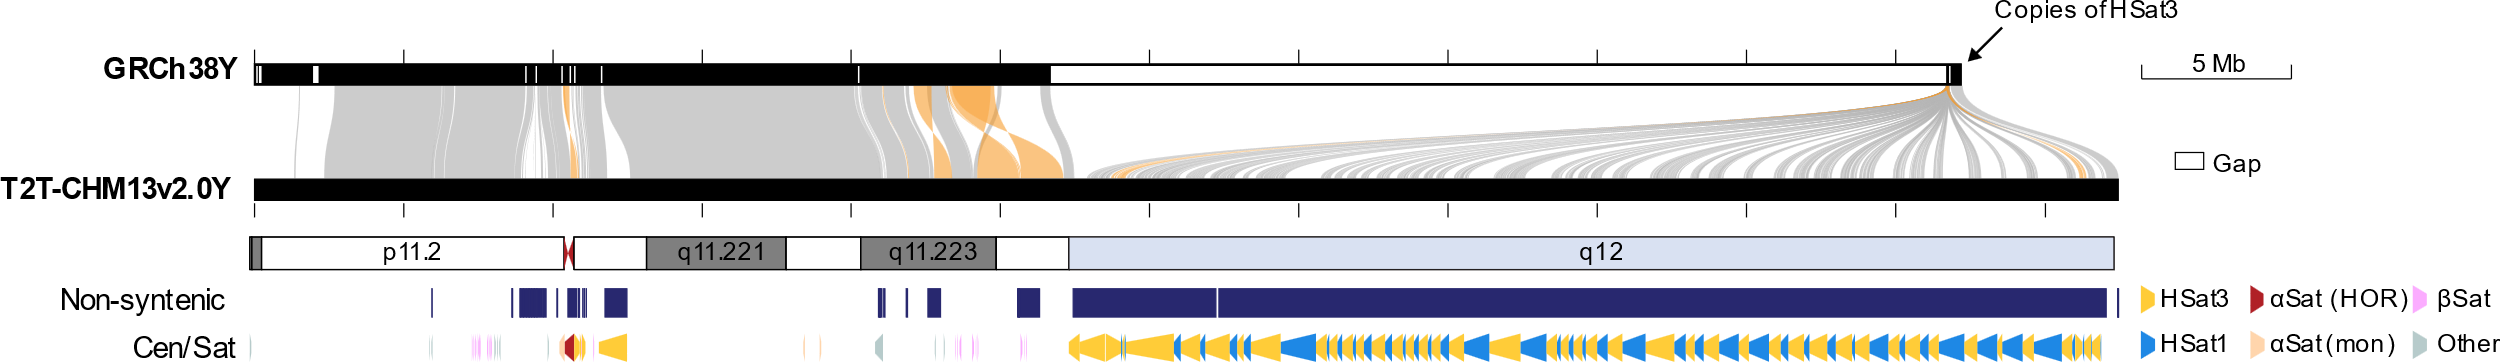 Copies of HSat3
GRCh38Y
5 Mb
Gap
T2T-CHM13v2.0Y
p11.2 q11.221 q11.223 q12
Non-syntenic
HSat3 αSat (HOR) βSat
Cen/Sat
HSat1 αSat (mon) Other